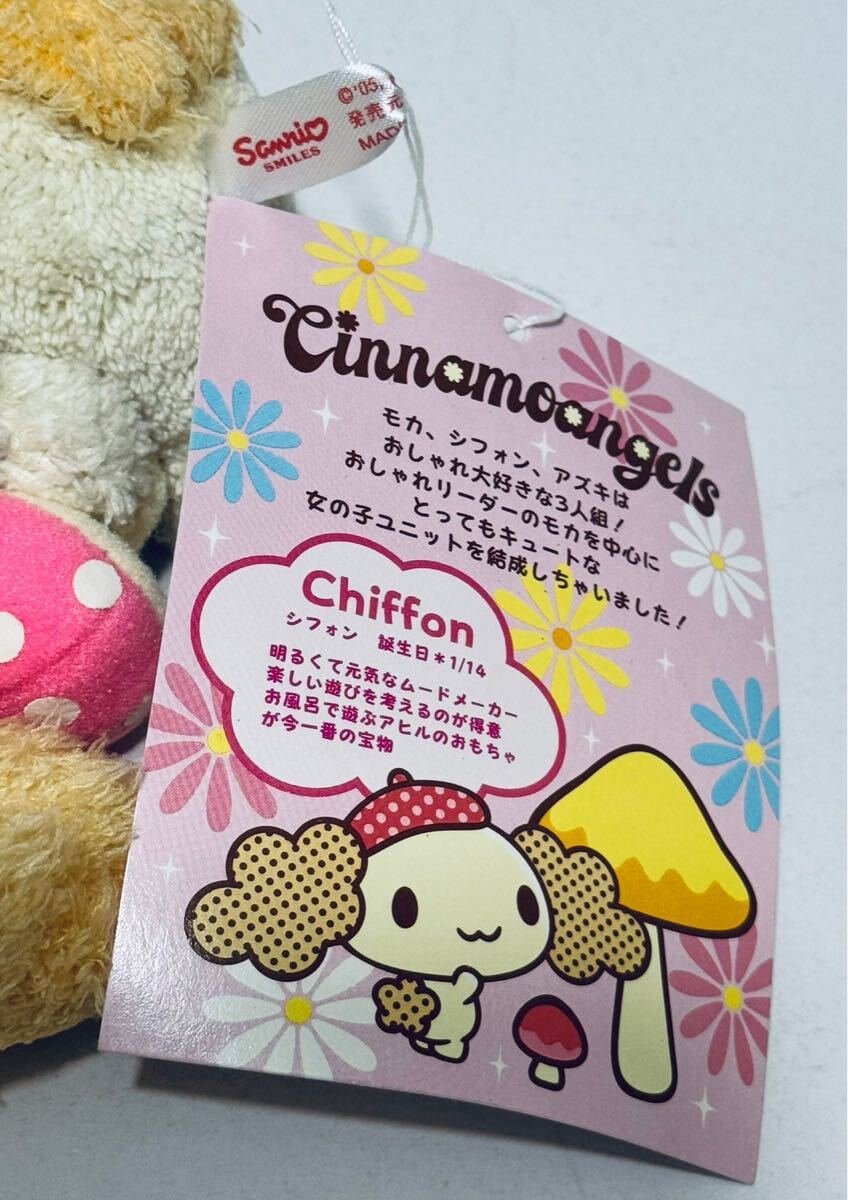 Sanrio
SMILES
©'05,
発売元
MADE
Cinnamoangels
モカ、シフォン、アズキは
おしゃれ大好きな3人組！
おしゃれリーダーのモカを中心に
とってもキュートな
女の子ユニットを結成しちゃいました！
Chiffon
シフォン 誕生日＊1/14
明るくて元気なムードメーカー
楽しい遊びを考えるのが得意
お風呂で遊ぶアヒルのおもちゃ
が今一番の宝物